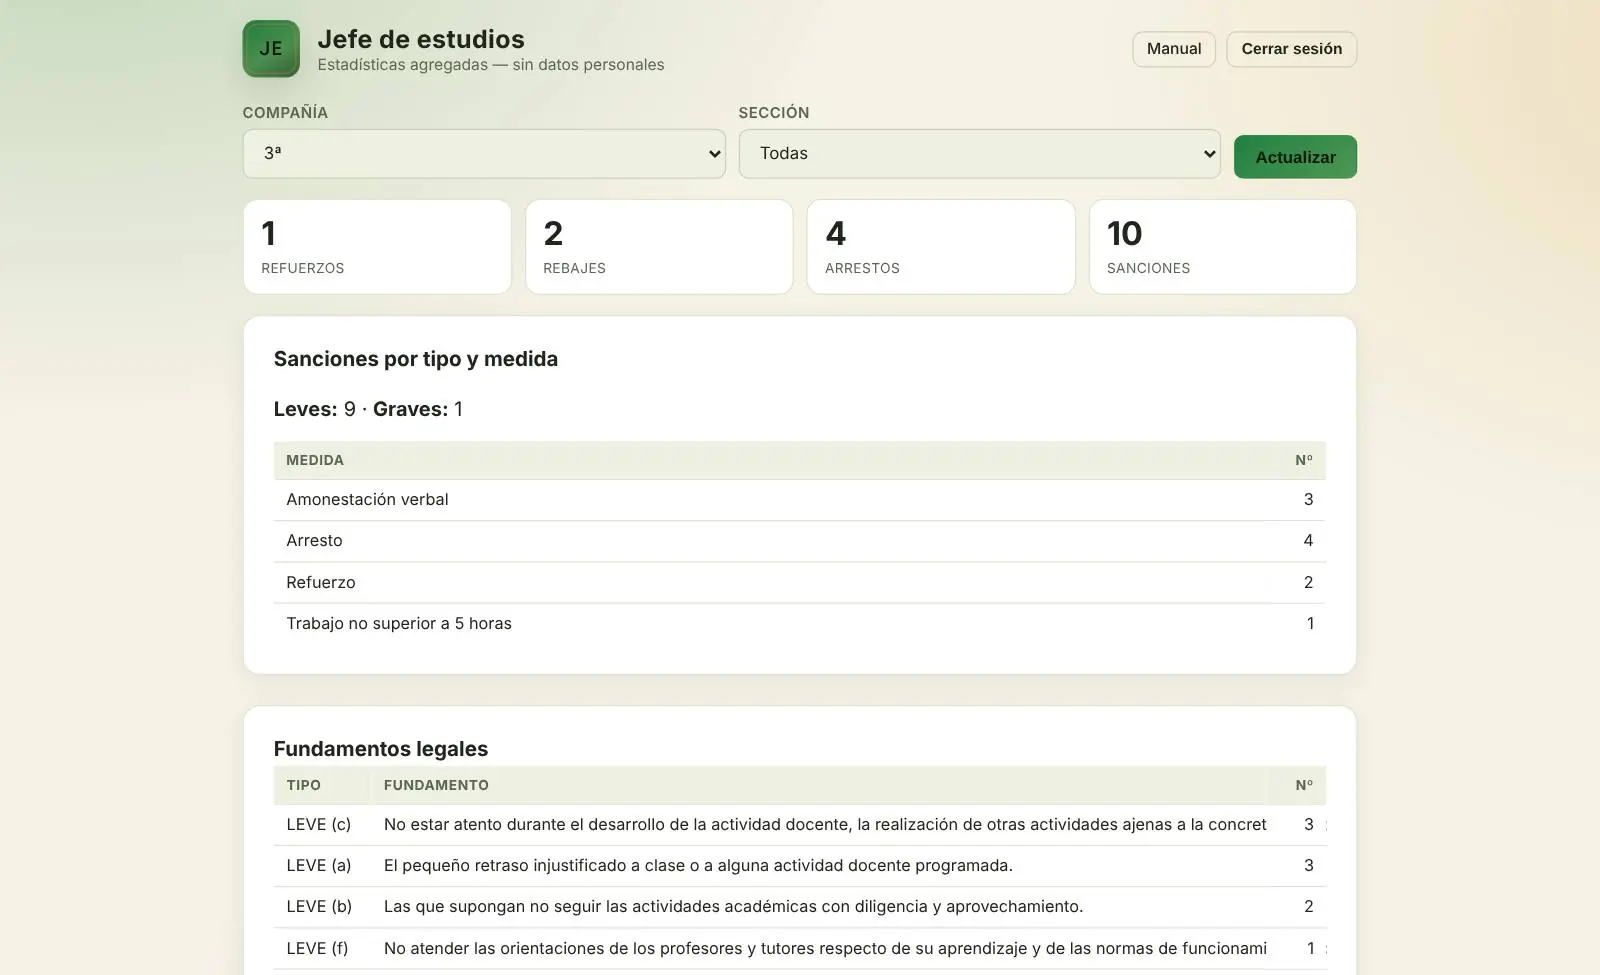 JE
Jefe de estudios
Estadísticas agregadas — sin datos personales
Manual
Cerrar sesión
COMPAÑÍA
SECCIÓN
3ª
Todas
Actualizar
1
REFUERZOS
2
REBAJES
4
ARRESTOS
10
SANCIONES
Sanciones por tipo y medida
Leves: 9 · Graves: 1
MEDIDA Nº
Amonestación verbal 3
Arresto 4
Refuerzo 2
Trabajo no superior a 5 horas 1
Fundamentos legales
TIPO FUNDAMENTO Nº
LEVE (c) No estar atento durante el desarrollo de la actividad docente, la realización de otras actividades ajenas a la concret 3
LEVE (a) El pequeño retraso injustificado a clase o a alguna actividad docente programada. 3
LEVE (b) Las que supongan no seguir las actividades académicas con diligencia y aprovechamiento. 2
LEVE (f) No atender las orientaciones de los profesores y tutores respecto de su aprendizaje y de las normas de funcionami 1